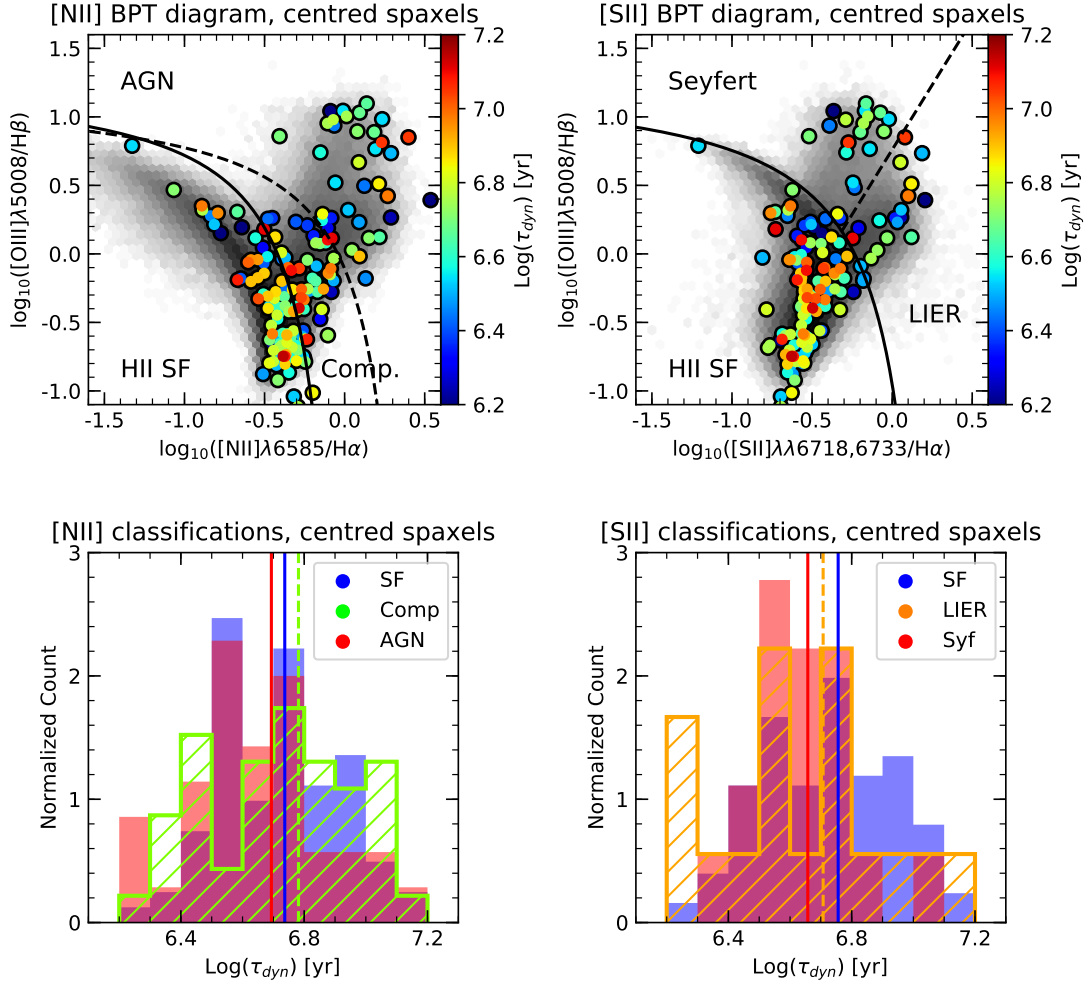 [NII] BPT diagram, centred spaxels
AGN
HII SF
Comp.
1.5
1.0
0.5
0.0
-0.5
-1.0
-1.5 -1.0 -0.5 0.0 0.5
log₁₀([OIII]λ5008/Hβ)
log₁₀([NII]λ6585/Hα)
7.2
7.0
6.8
6.6
6.4
6.2
Log(τ_dyn) [yr]
[SII] BPT diagram, centred spaxels
Seyfert
LIER
HII SF
1.5
1.0
0.5
0.0
-0.5
-1.0
-1.5 -1.0 -0.5 0.0 0.5
log₁₀([OIII]λ5008/Hβ)
log₁₀([SII]λλ6718,6733/Hα)
7.2
7.0
6.8
6.6
6.4
6.2
Log(τ_dyn) [yr]
[NII] classifications, centred spaxels
SF
Comp
AGN
3
2
1
0
6.4 6.8 7.2
Normalized Count
Log(τ_dyn) [yr]
[SII] classifications, centred spaxels
SF
LIER
Syf
3
2
1
0
6.4 6.8 7.2
Normalized Count
Log(τ_dyn) [yr]